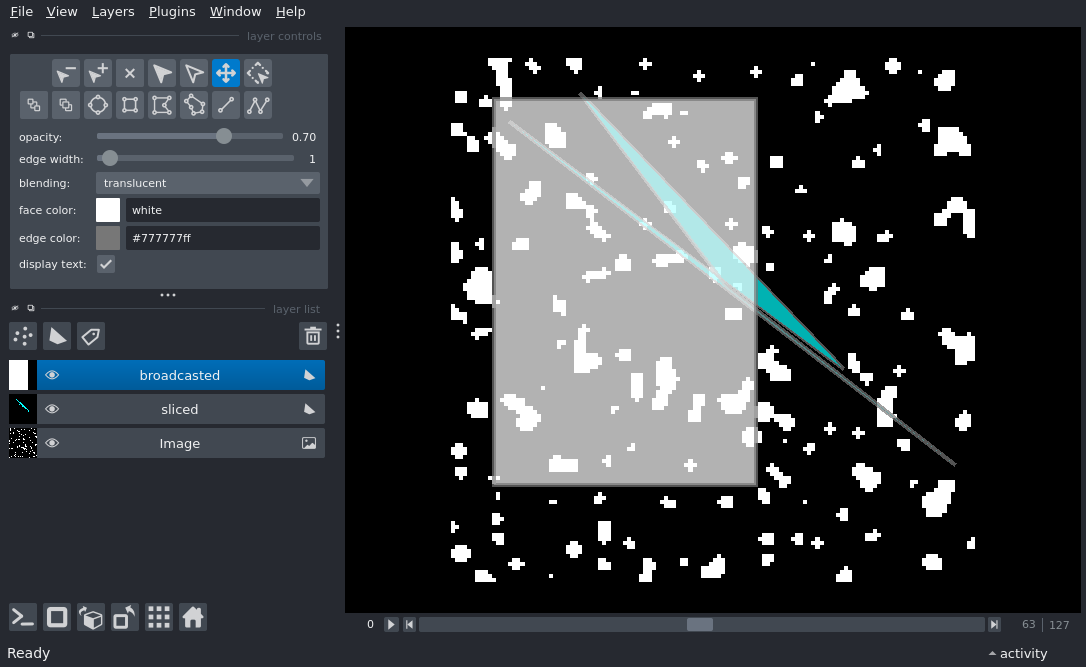 File View Layers Plugins Window Help
layer controls
opacity: 0.70
edge width: 1
blending: translucent
face color: white
edge color: #777777ff
display text:
layer list
broadcasted
sliced
Image
0 63 127
Ready activity